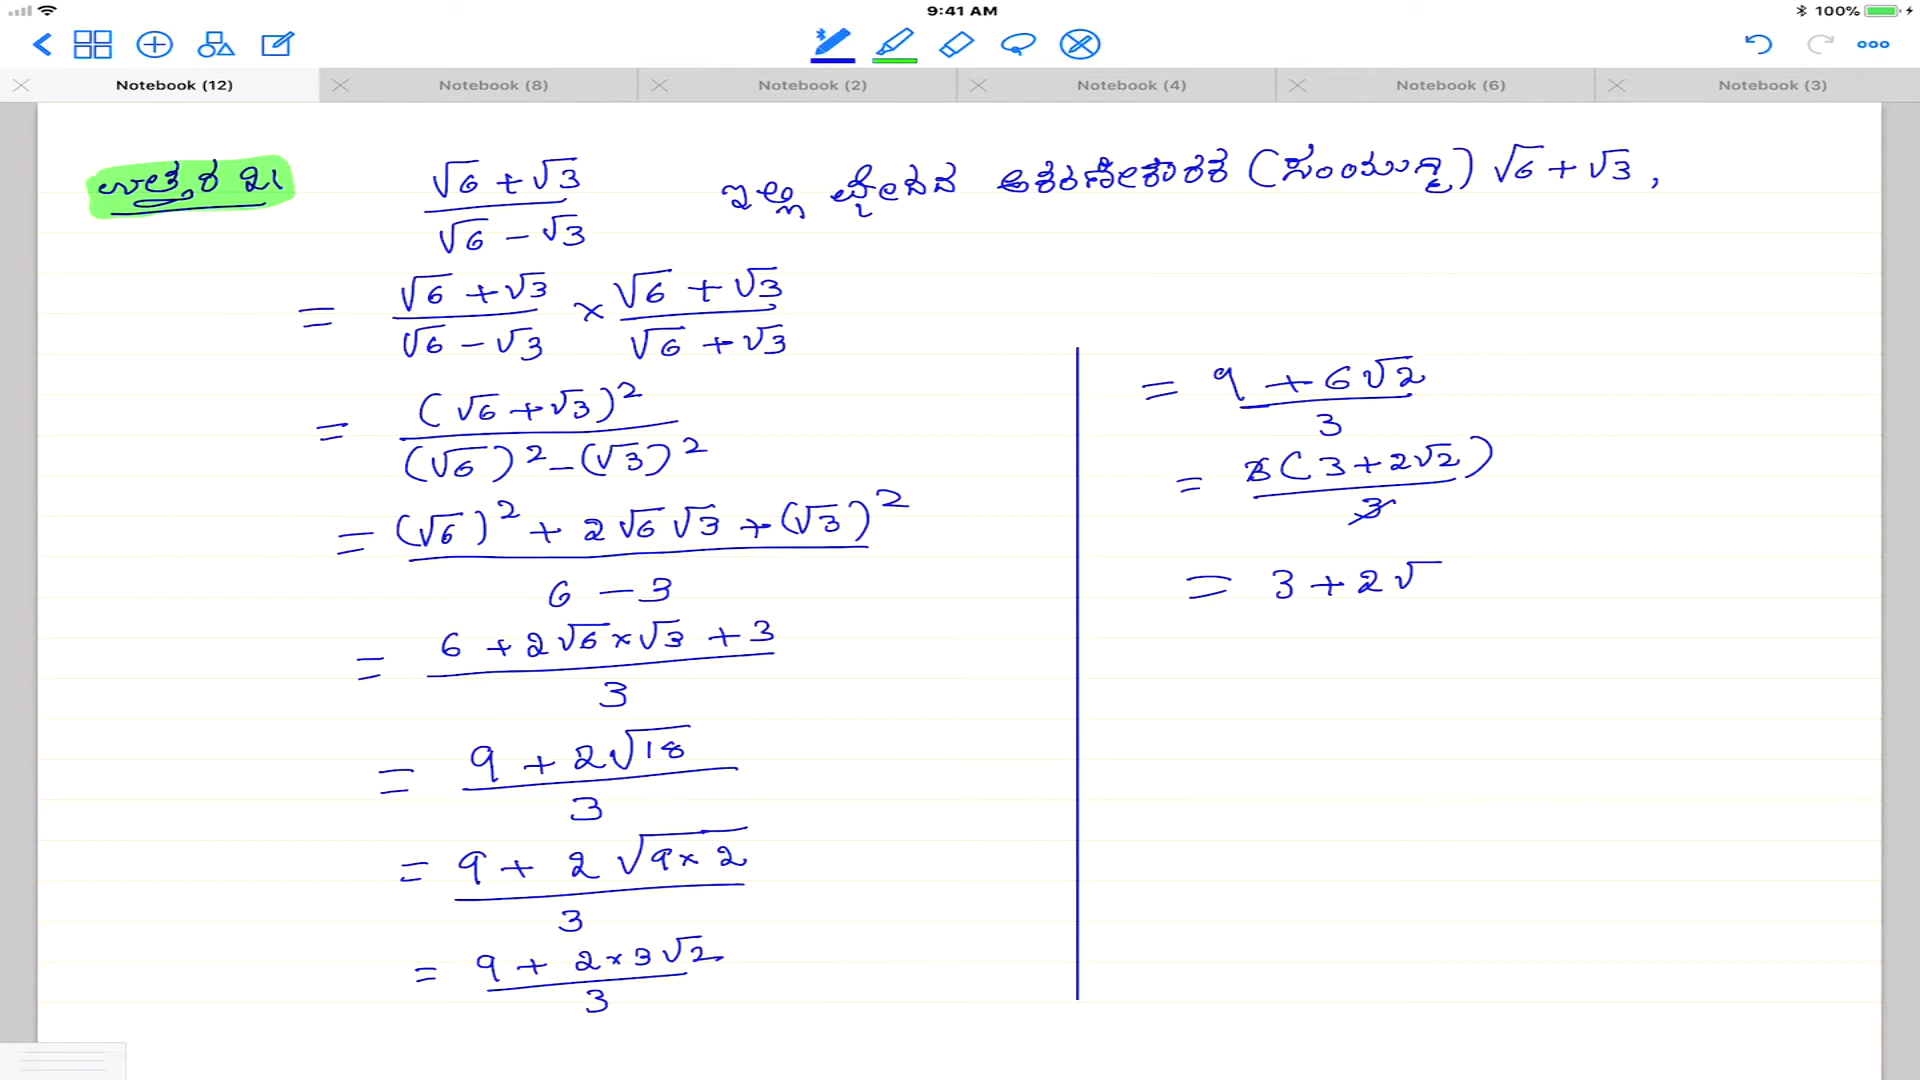 9:41 AM
100%
Notebook (12) Notebook (8) Notebook (2) Notebook (4) Notebook (6) Notebook (3)
ಉತ್ತರ 21 (√6 + √3)/(√6 − √3) ಇಲ್ಲಿ ಛೇದದ ಅಕರಣೀಕಾರಕ (ಸಂಯುಗ್ಮ) √6 + √3,
= (√6 + √3)/(√6 − √3) × (√6 + √3)/(√6 + √3)
= (√6 + √3)²/((√6)² − (√3)²)
= ((√6)² + 2√6√3 + (√3)²)/(6 − 3)
= (6 + 2√6×√3 + 3)/3
= (9 + 2√18)/3
= (9 + 2√(9×2))/3
= (9 + 2×3√2)/3
= (9 + 6√2)/3
= 3(3 + 2√2)/3
= 3 + 2√